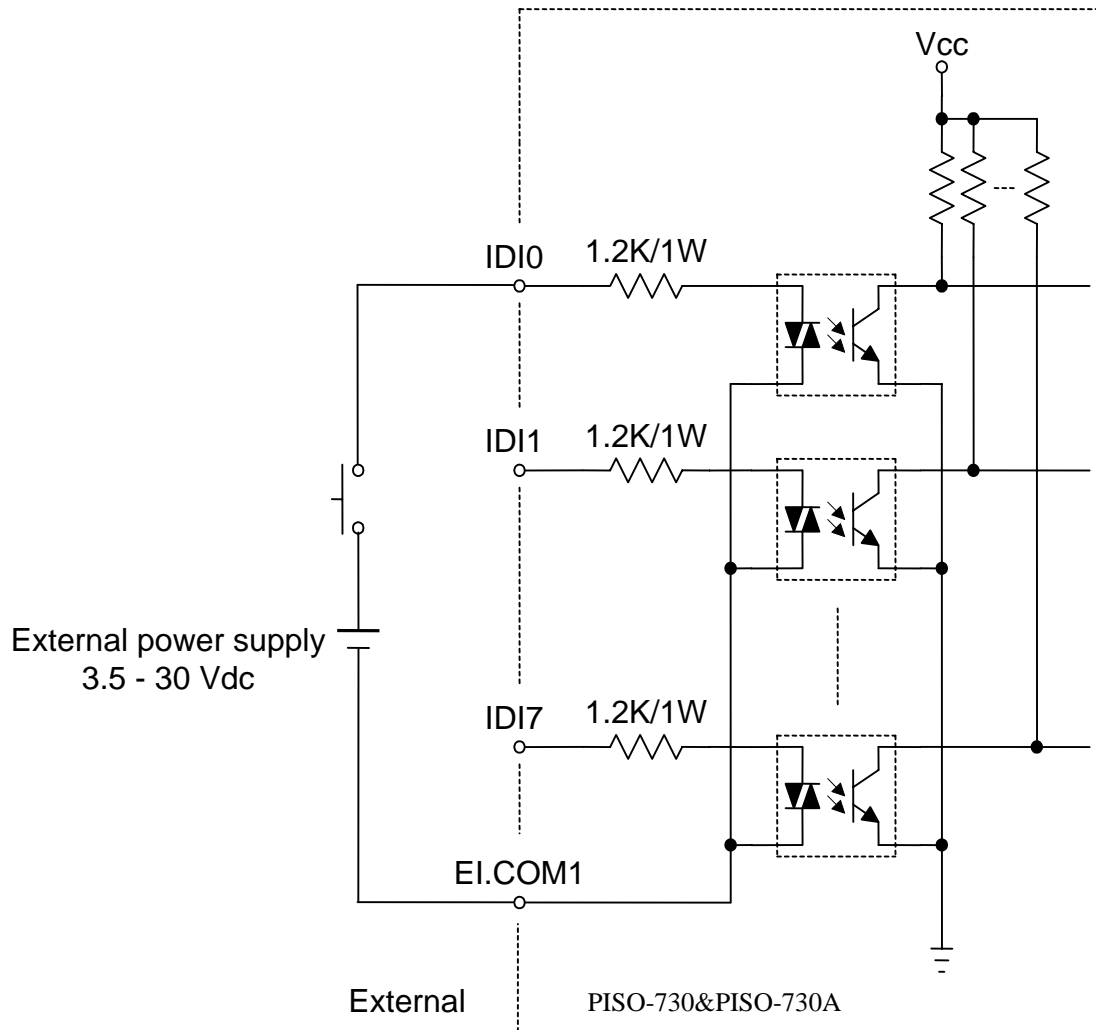 Vcc
IDI0
1.2K/1W
IDI1
1.2K/1W
External power supply
3.5 - 30 Vdc
IDI7
1.2K/1W
EI.COM1
External
PISO-730&PISO-730A